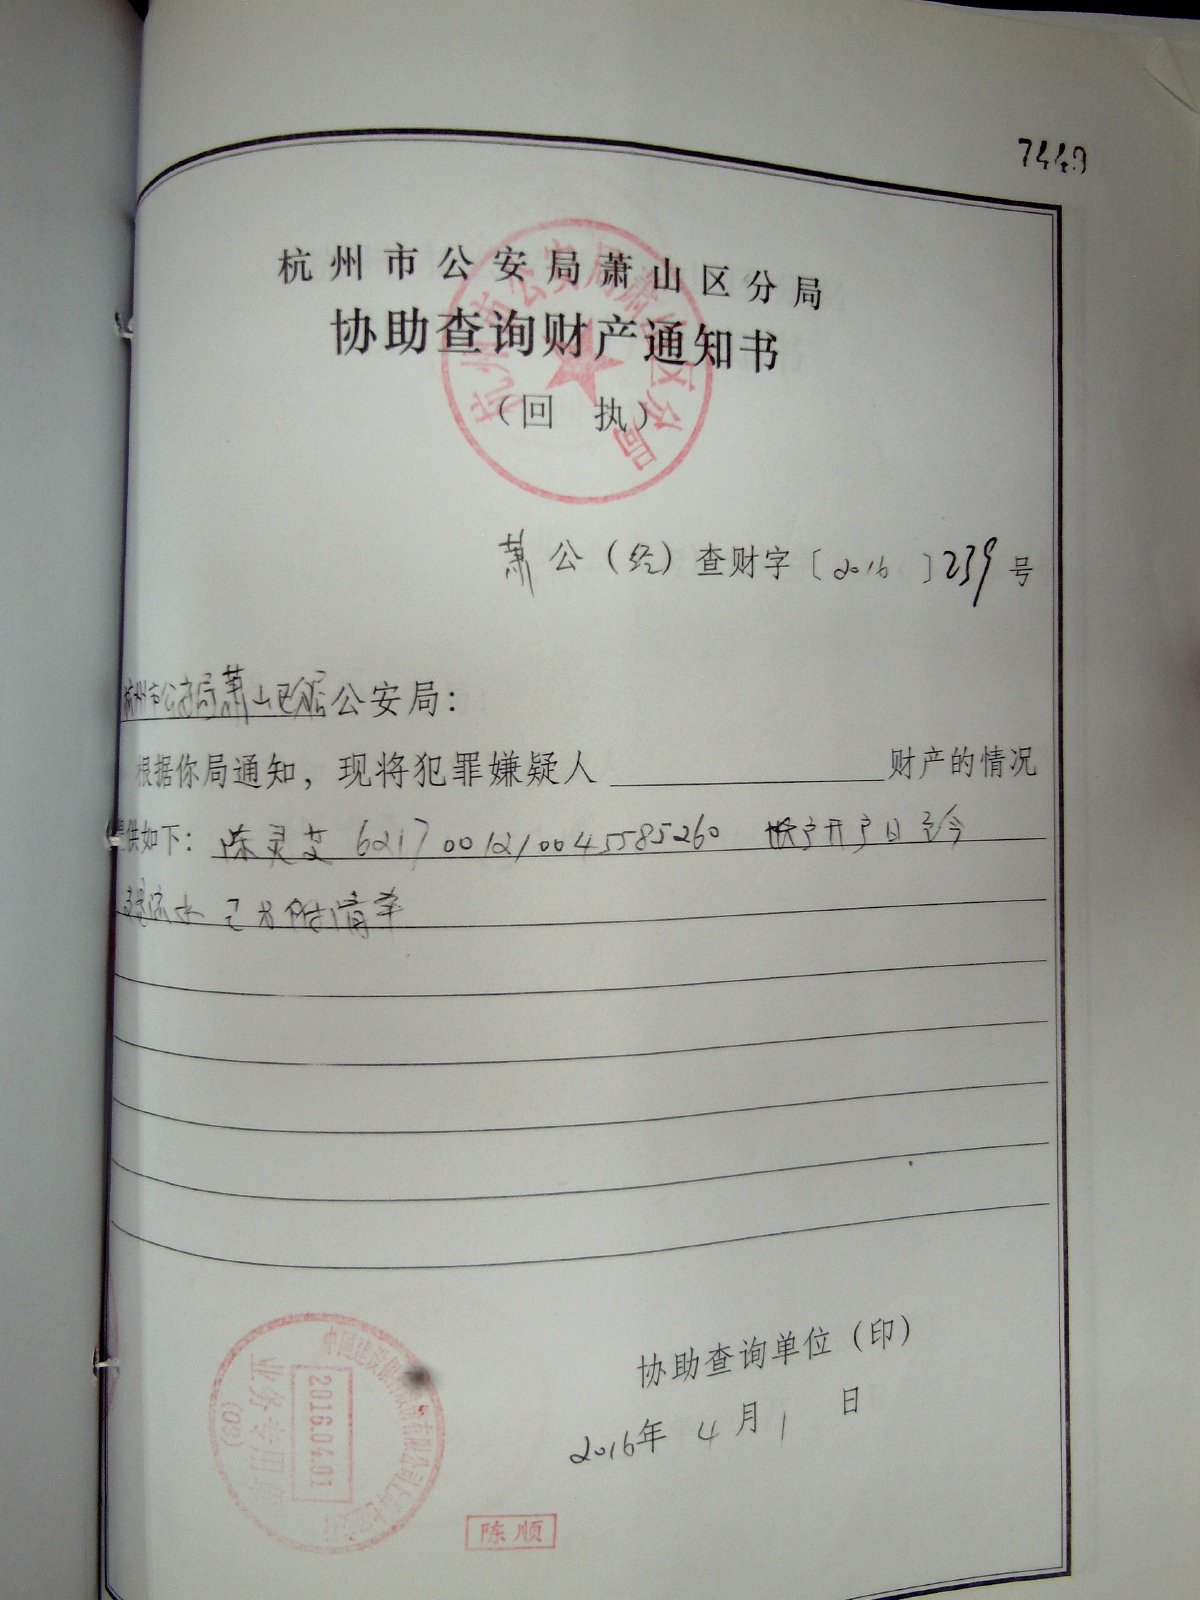 7443
杭州市公安局萧山区分局
协助查询财产通知书
（回 执）
萧公（经）查财字〔2016〕239号
杭州市公安局萧山区分局公安局：
根据你局通知，现将犯罪嫌疑人 财产的情况
提供如下：陈灵芝 6217001210045585260 账户开户日至今
流水 已 附清单
协助查询单位（印）
2016年 4月1日
中国建设银行股份有限公司上海
2016.04.01
业务专用章
(09)
陈顺